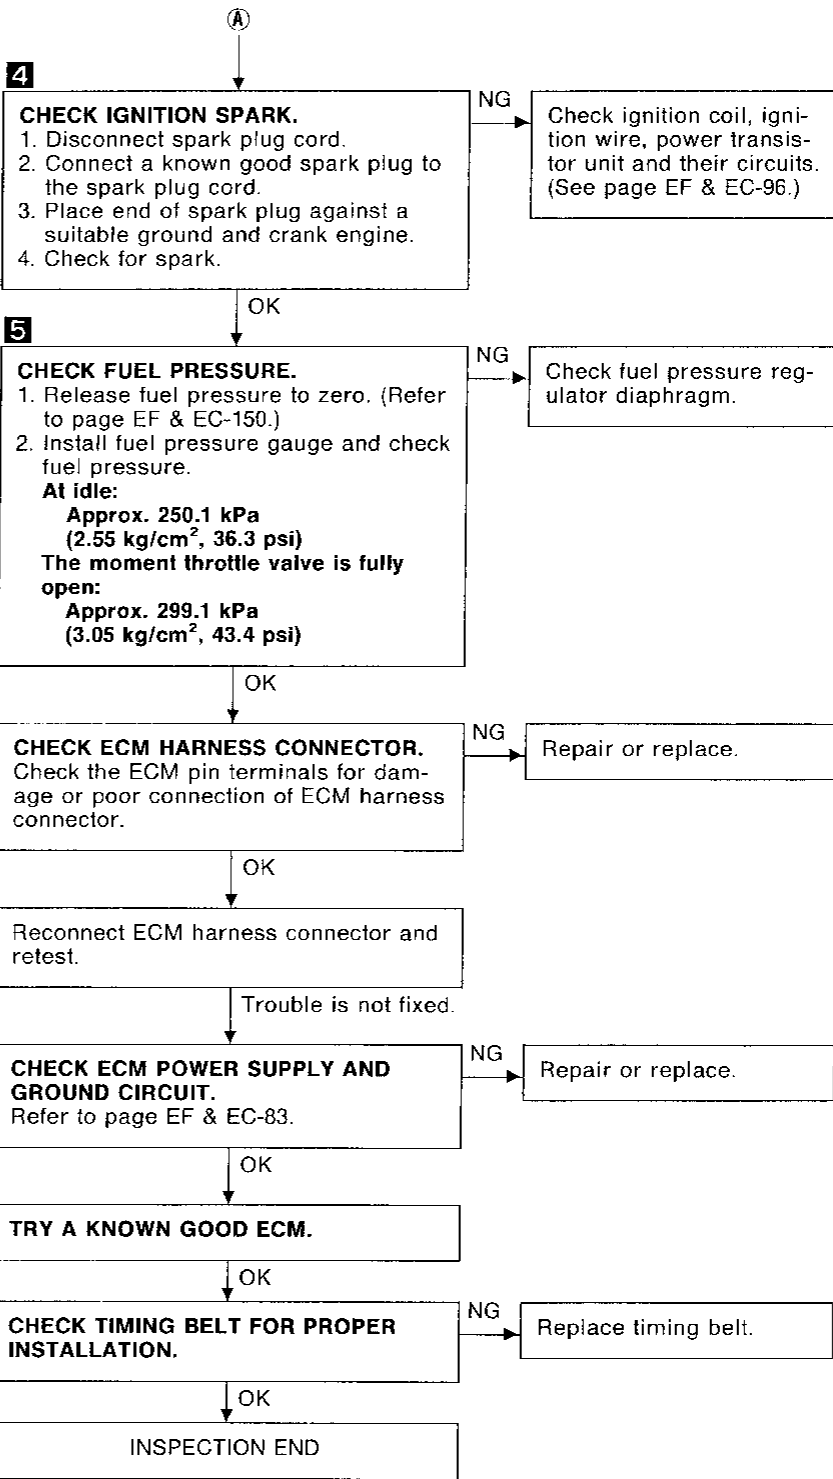 A
4
CHECK IGNITION SPARK.
1. Disconnect spark plug cord.
2. Connect a known good spark plug to
the spark plug cord.
3. Place end of spark plug against a
suitable ground and crank engine.
4. Check for spark.
NG
Check ignition coil, igni-
tion wire, power transis-
tor unit and their circuits.
(See page EF & EC-96.)
OK
5
CHECK FUEL PRESSURE.
1. Release fuel pressure to zero. (Refer
to page EF & EC-150.)
2. Install fuel pressure gauge and check
fuel pressure.
At idle:
Approx. 250.1 kPa
(2.55 kg/cm², 36.3 psi)
The moment throttle valve is fully
open:
Approx. 299.1 kPa
(3.05 kg/cm², 43.4 psi)
NG
Check fuel pressure reg-
ulator diaphragm.
OK
CHECK ECM HARNESS CONNECTOR.
Check the ECM pin terminals for dam-
age or poor connection of ECM harness
connector.
NG
Repair or replace.
OK
Reconnect ECM harness connector and
retest.
Trouble is not fixed.
CHECK ECM POWER SUPPLY AND
GROUND CIRCUIT.
Refer to page EF & EC-83.
NG
Repair or replace.
OK
TRY A KNOWN GOOD ECM.
OK
CHECK TIMING BELT FOR PROPER
INSTALLATION.
NG
Replace timing belt.
OK
INSPECTION END